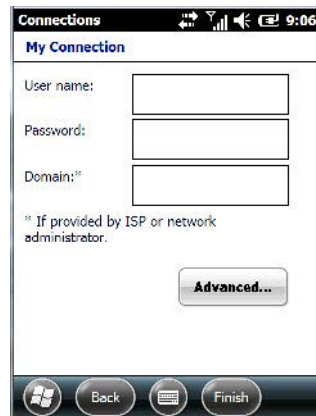 Connections 9:06
My Connection
User name:
Password:
Domain:*
* If provided by ISP or network
administrator.
Advanced...
Back Finish